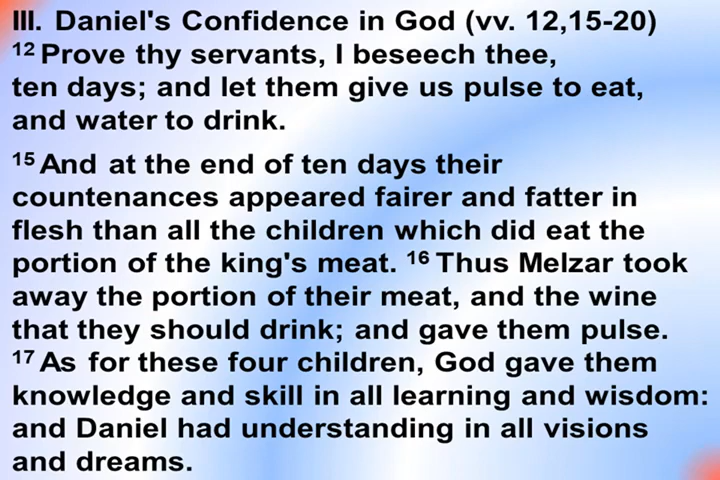 III. Daniel's Confidence in God (vv. 12,15-20)
12 Prove thy servants, I beseech thee,
ten days; and let them give us pulse to eat,
and water to drink.
15 And at the end of ten days their
countenances appeared fairer and fatter in
flesh than all the children which did eat the
portion of the king's meat. 16 Thus Melzar took
away the portion of their meat, and the wine
that they should drink; and gave them pulse.
17 As for these four children, God gave them
knowledge and skill in all learning and wisdom:
and Daniel had understanding in all visions
and dreams.